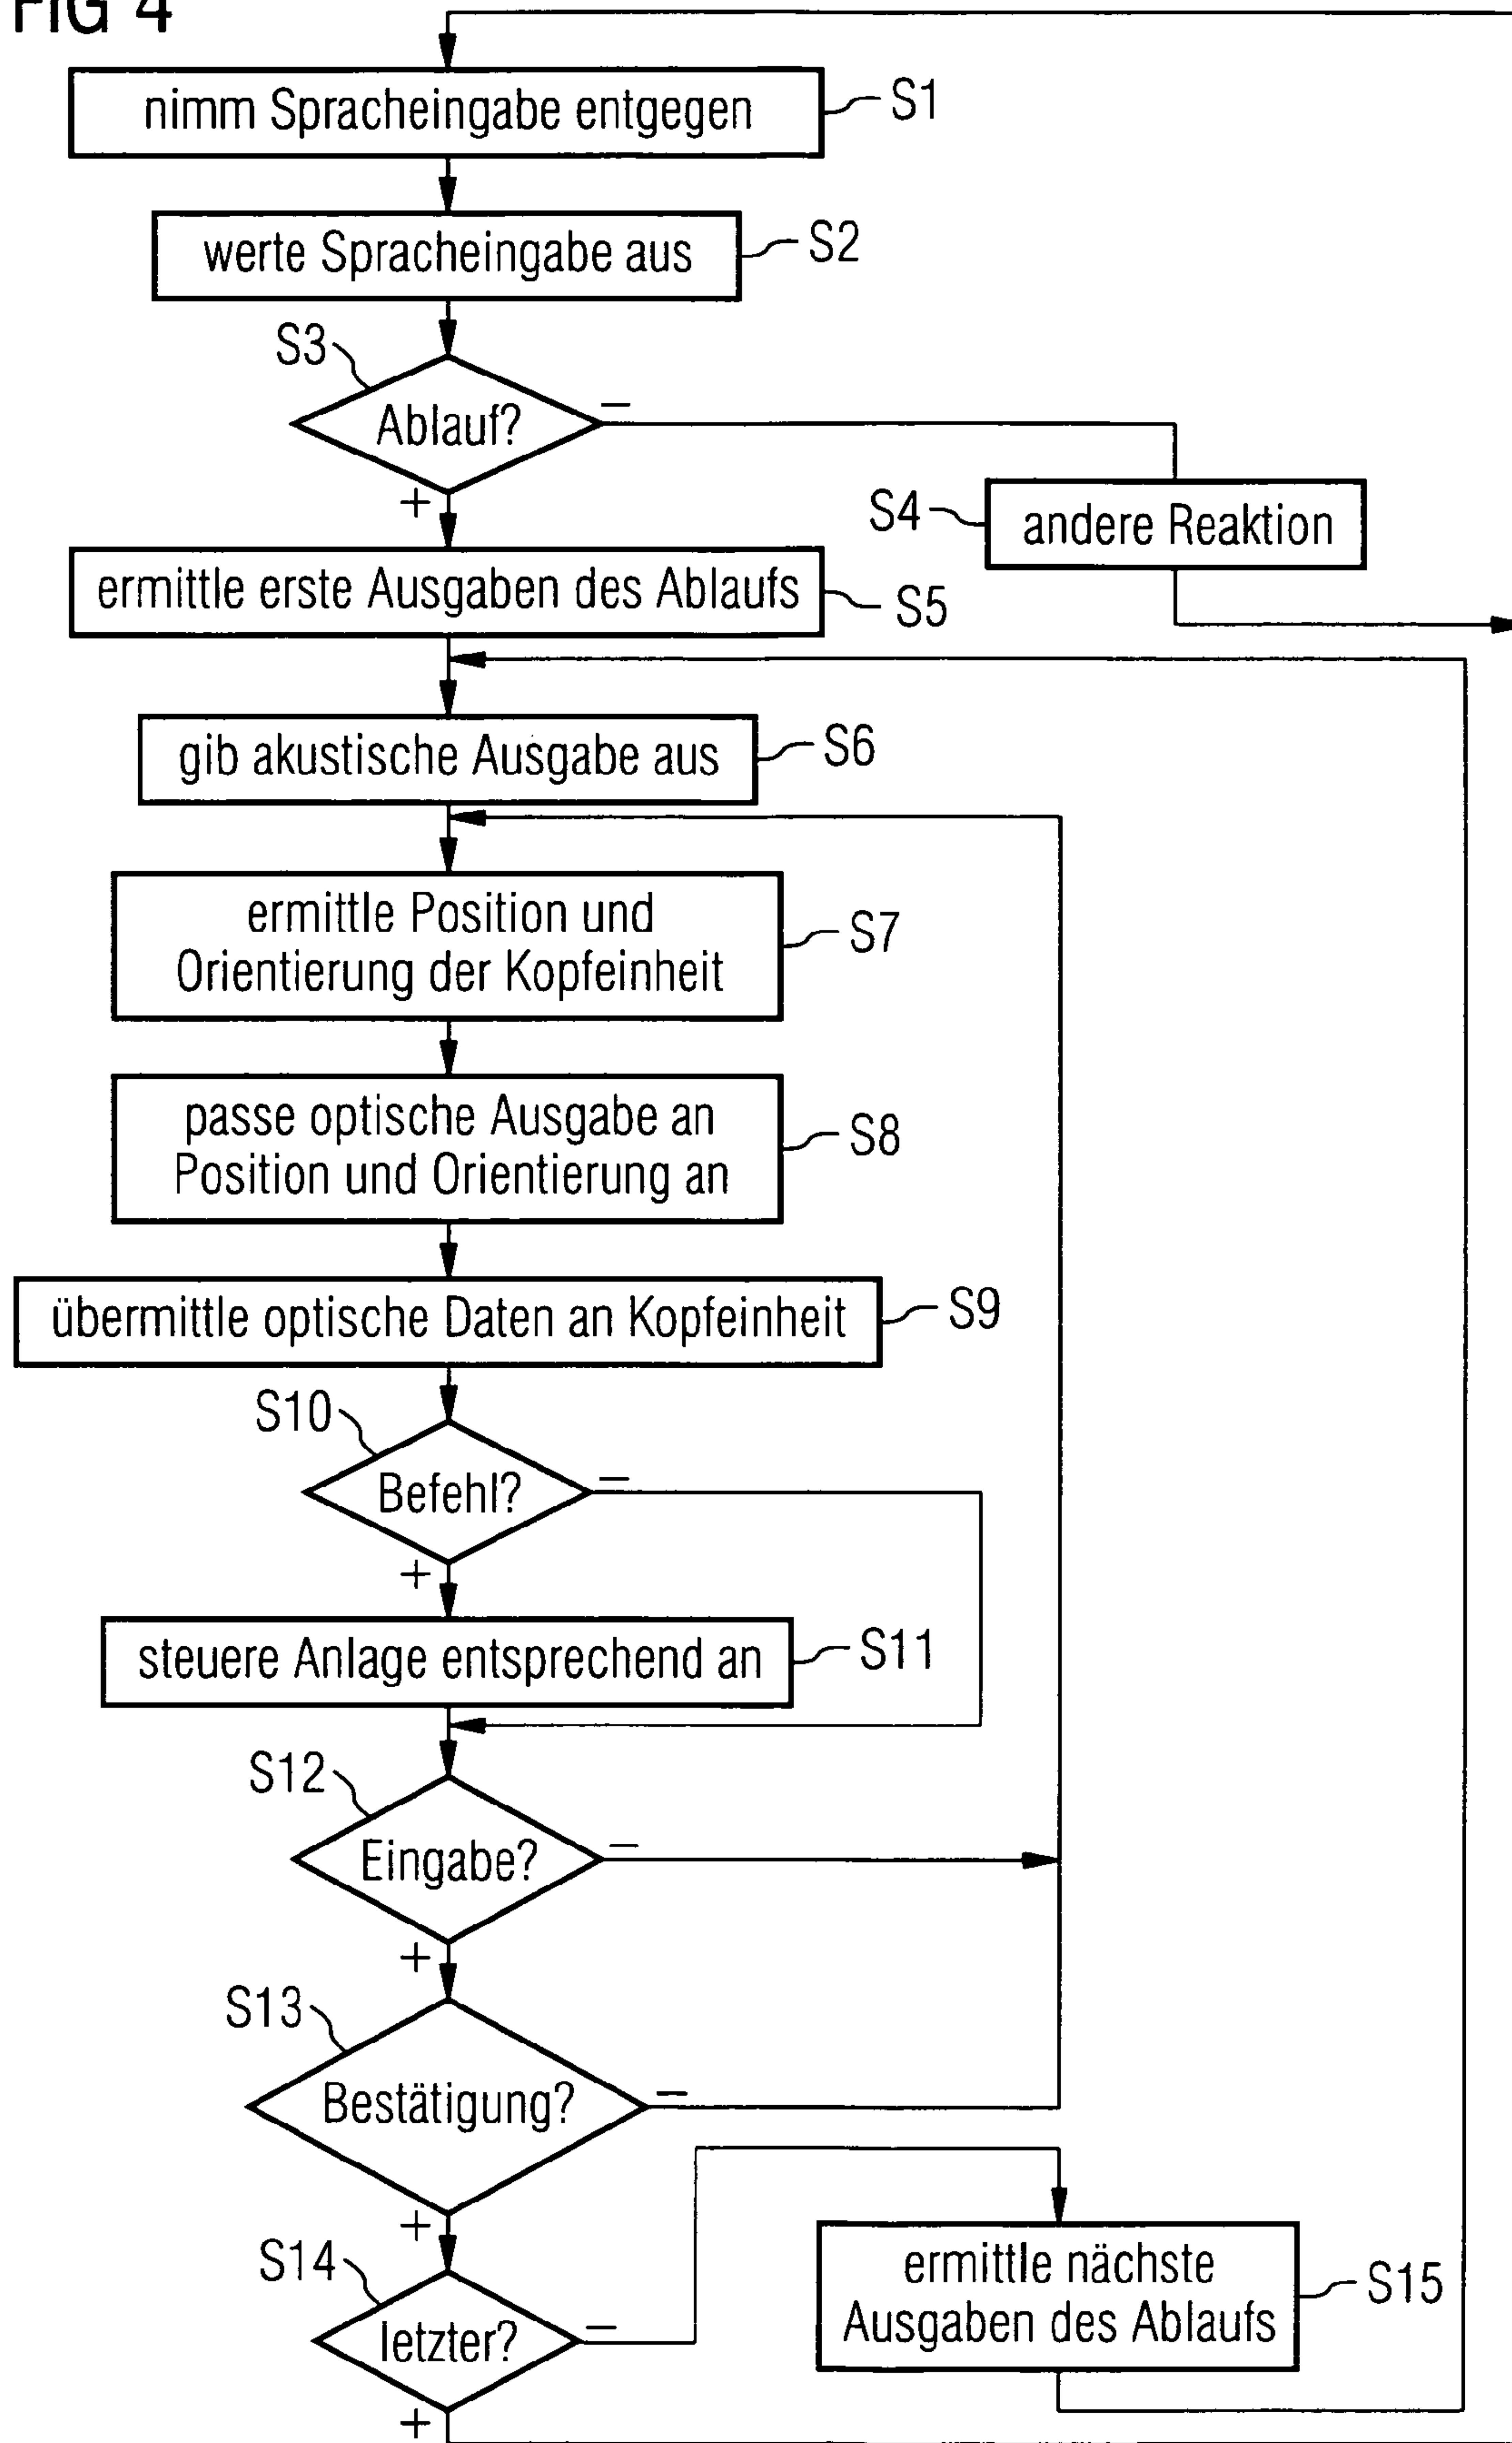 FIG 4
nimm Spracheingabe entgegen
S1
werte Spracheingabe aus
S2
S3
Ablauf?
–
+
S4
andere Reaktion
ermittle erste Ausgaben des Ablaufs
S5
gib akustische Ausgabe aus
S6
ermittle Position und
Orientierung der Kopfeinheit
S7
passe optische Ausgabe an
Position und Orientierung an
S8
übermittle optische Daten an Kopfeinheit
S9
S10
Befehl?
–
+
steuere Anlage entsprechend an
S11
S12
Eingabe?
–
+
S13
Bestätigung?
–
+
S14
letzter?
–
+
ermittle nächste
Ausgaben des Ablaufs
S15